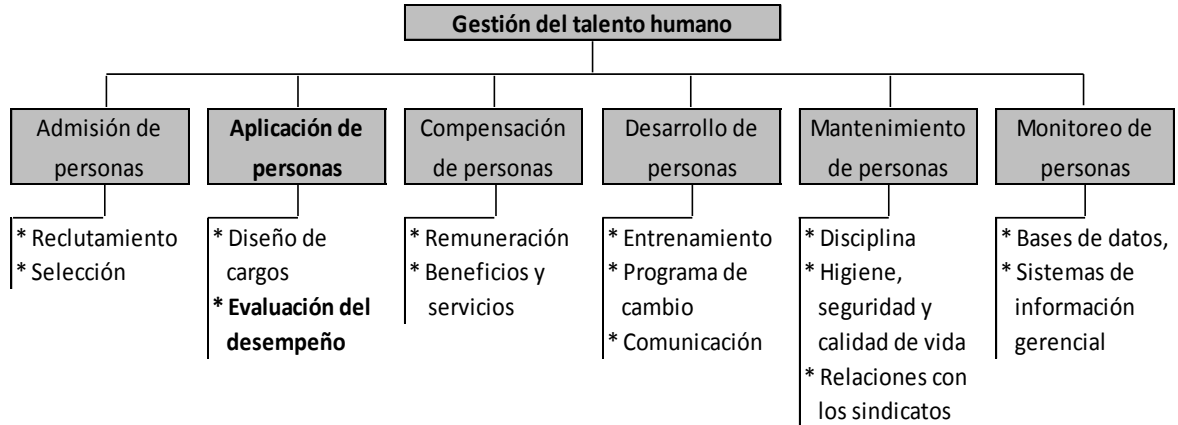 Gestión del talento humano
Admisión de
personas
Aplicación de
personas
Compensación
de personas
Desarrollo de
personas
Mantenimiento
de personas
Monitoreo de
personas
* Reclutamiento
* Selección
* Diseño de
cargos
* Evaluación del
desempeño
* Remuneración
* Beneficios y
servicios
* Entrenamiento
* Programa de
cambio
* Comunicación
* Disciplina
* Higiene,
seguridad y
calidad de vida
* Relaciones con
los sindicatos
* Bases de datos,
* Sistemas de
información
gerencial